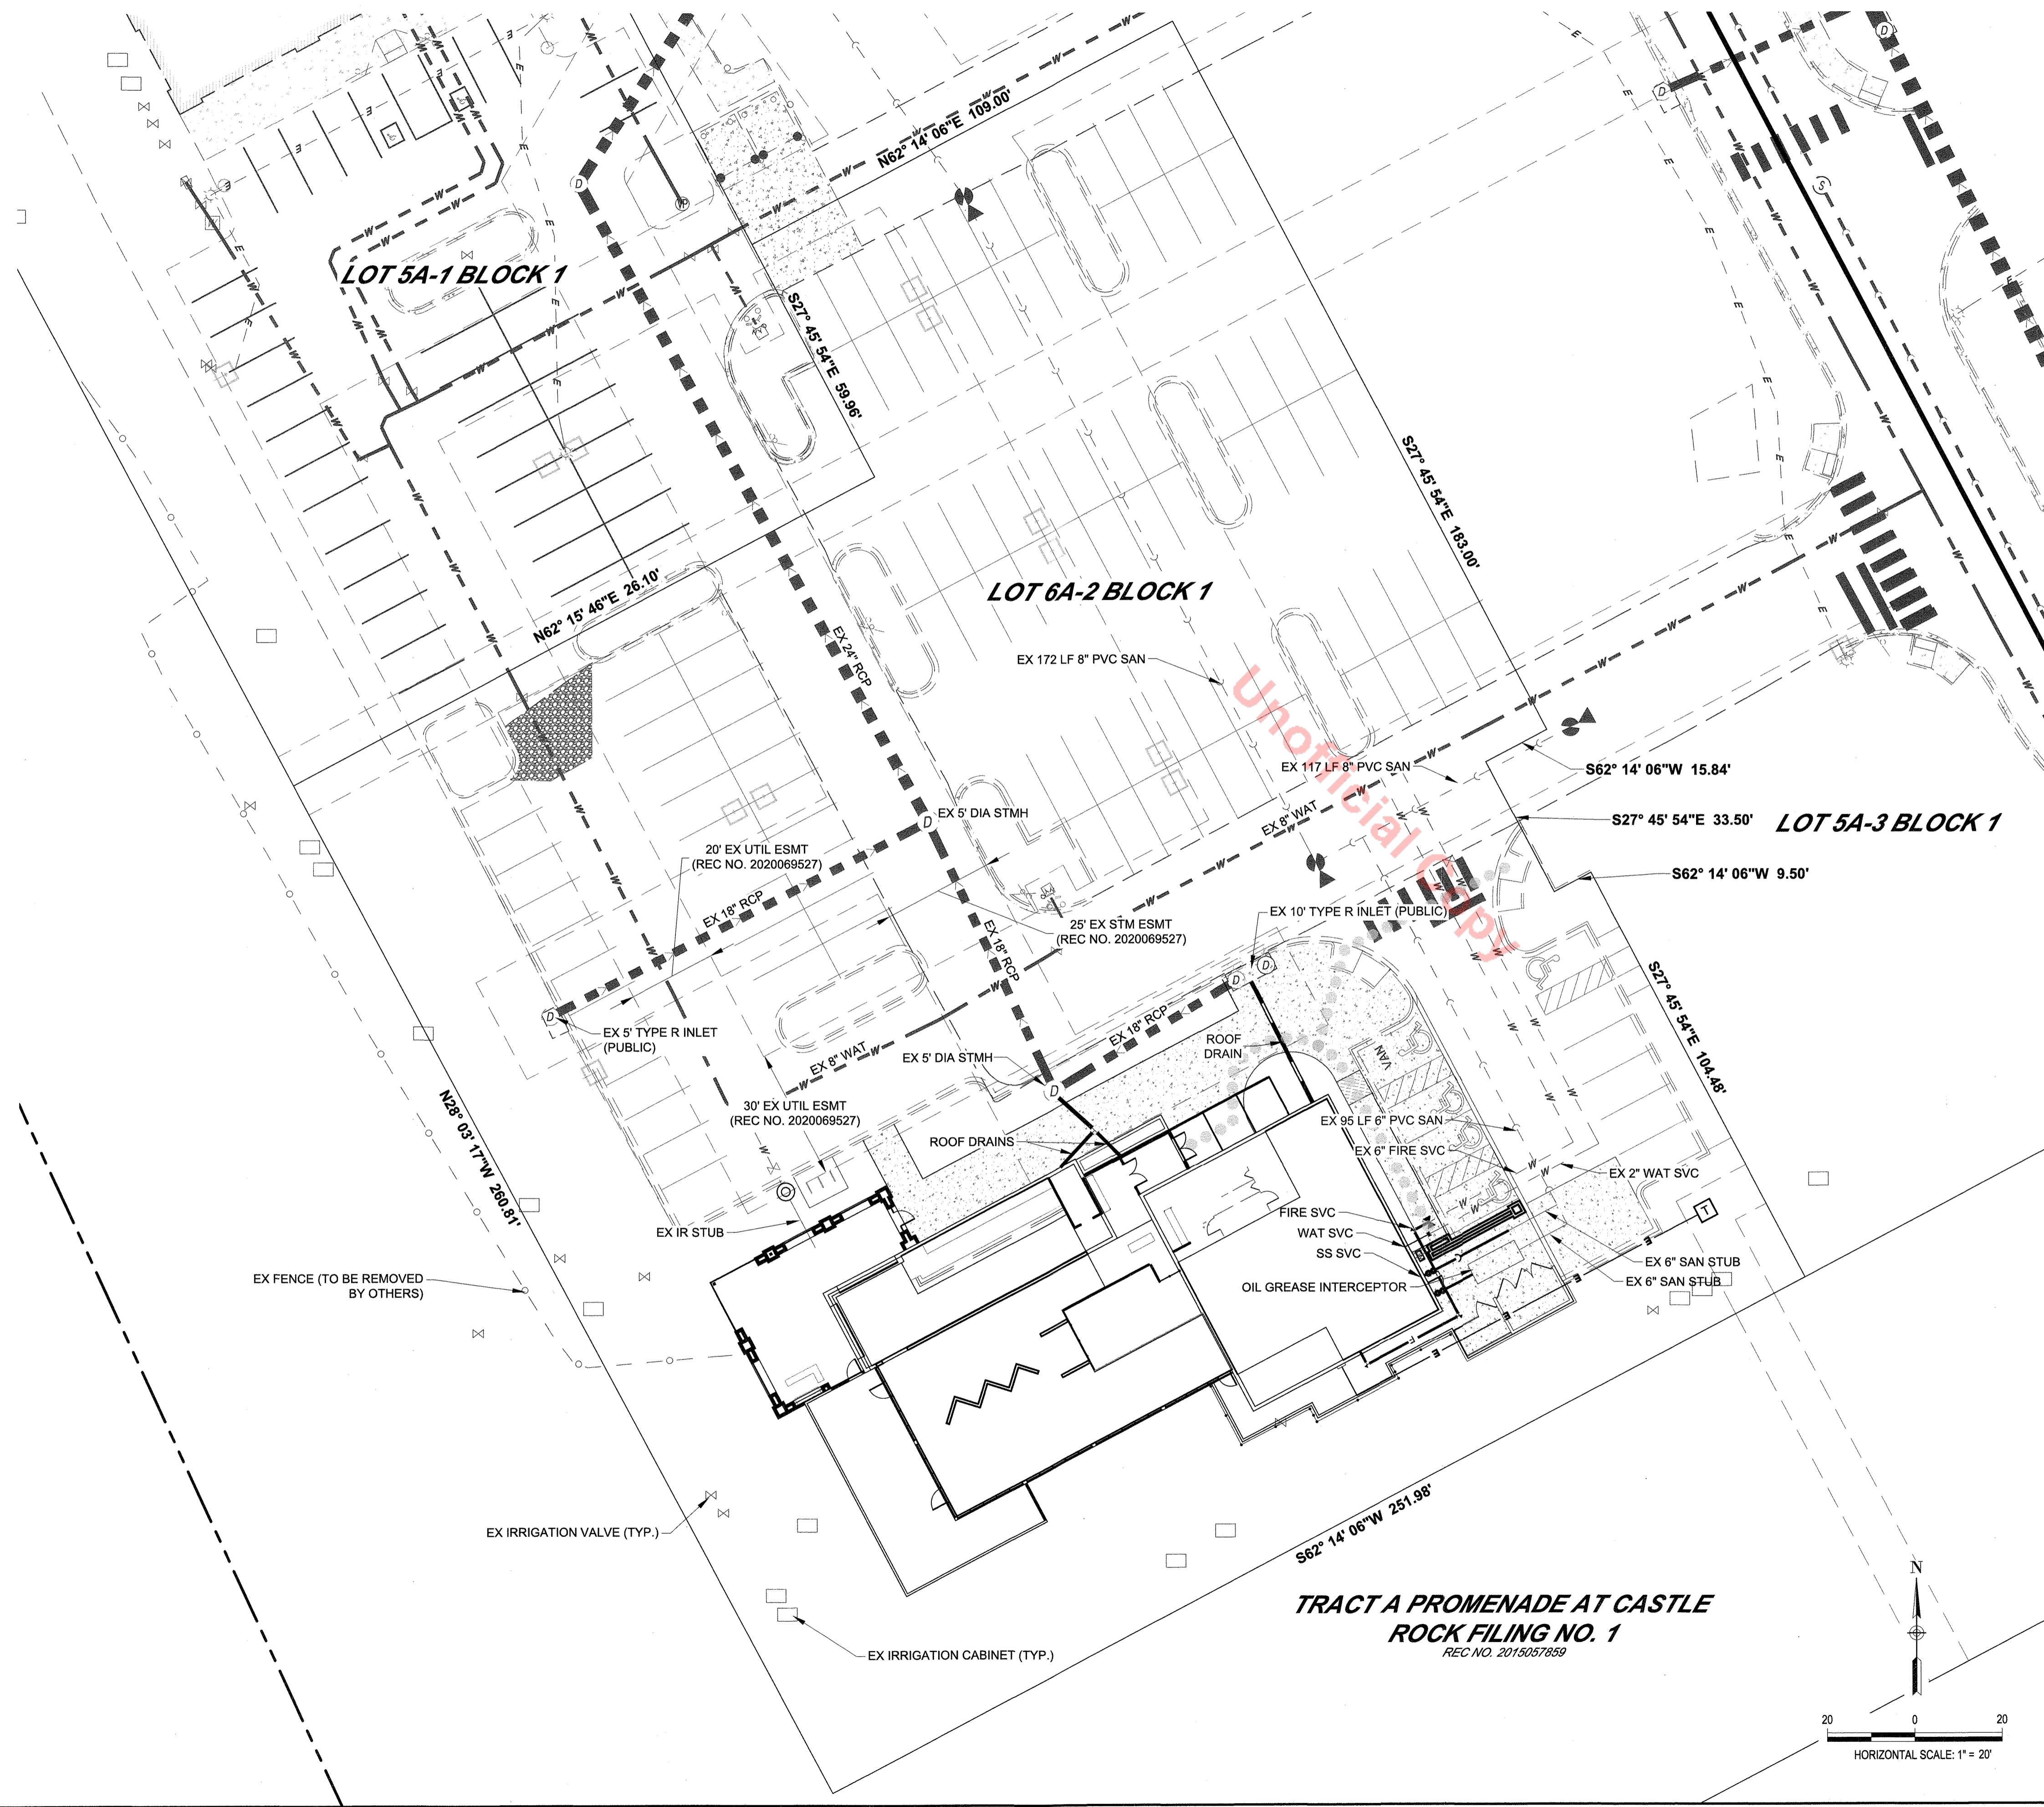 N62° 14' 06"E 109.00'
LOT 5A-1 BLOCK 1
S27° 45' 54"E 59.96'
S27° 45' 54"E 183.00'
N62° 15' 46"E 26.10'
LOT 6A-2 BLOCK 1
EX 24" RCP
EX 172 LF 8" PVC SAN
Unofficial Copy
EX 117 LF 8" PVC SAN
S62° 14' 06"W 15.84'
S27° 45' 54"E 33.50'
LOT 5A-3 BLOCK 1
S62° 14' 06"W 9.50'
EX 5' DIA STMH
EX 8" WAT
20' EX UTIL ESMT
(REC NO. 2020069527)
EX 18" RCP
EX 18" RCP
25' EX STM ESMT
(REC NO. 2020069527)
EX 10' TYPE R INLET (PUBLIC)
S27° 45' 54"E 104.48'
EX 5' TYPE R INLET
(PUBLIC)
EX 8" WAT
EX 5' DIA STMH
EX 18" RCP
ROOF
DRAIN
VAN
N28° 03' 17"W 260.81'
30' EX UTIL ESMT
(REC NO. 2020069527)
ROOF DRAINS
EX 95 LF 6" PVC SAN
EX 6" FIRE SVC
EX 2" WAT SVC
EX IR STUB
FIRE SVC
WAT SVC
SS SVC
OIL GREASE INTERCEPTOR
T
EX 6" SAN STUB
EX 6" SAN STUB
EX FENCE (TO BE REMOVED
BY OTHERS)
EX IRRIGATION VALVE (TYP.)
S62° 14' 06"W 251.98'
EX IRRIGATION CABINET (TYP.)
TRACT A PROMENADE AT CASTLE
ROCK FILING NO. 1
REC NO. 2015057859
N
20 0 20
HORIZONTAL SCALE: 1" = 20'